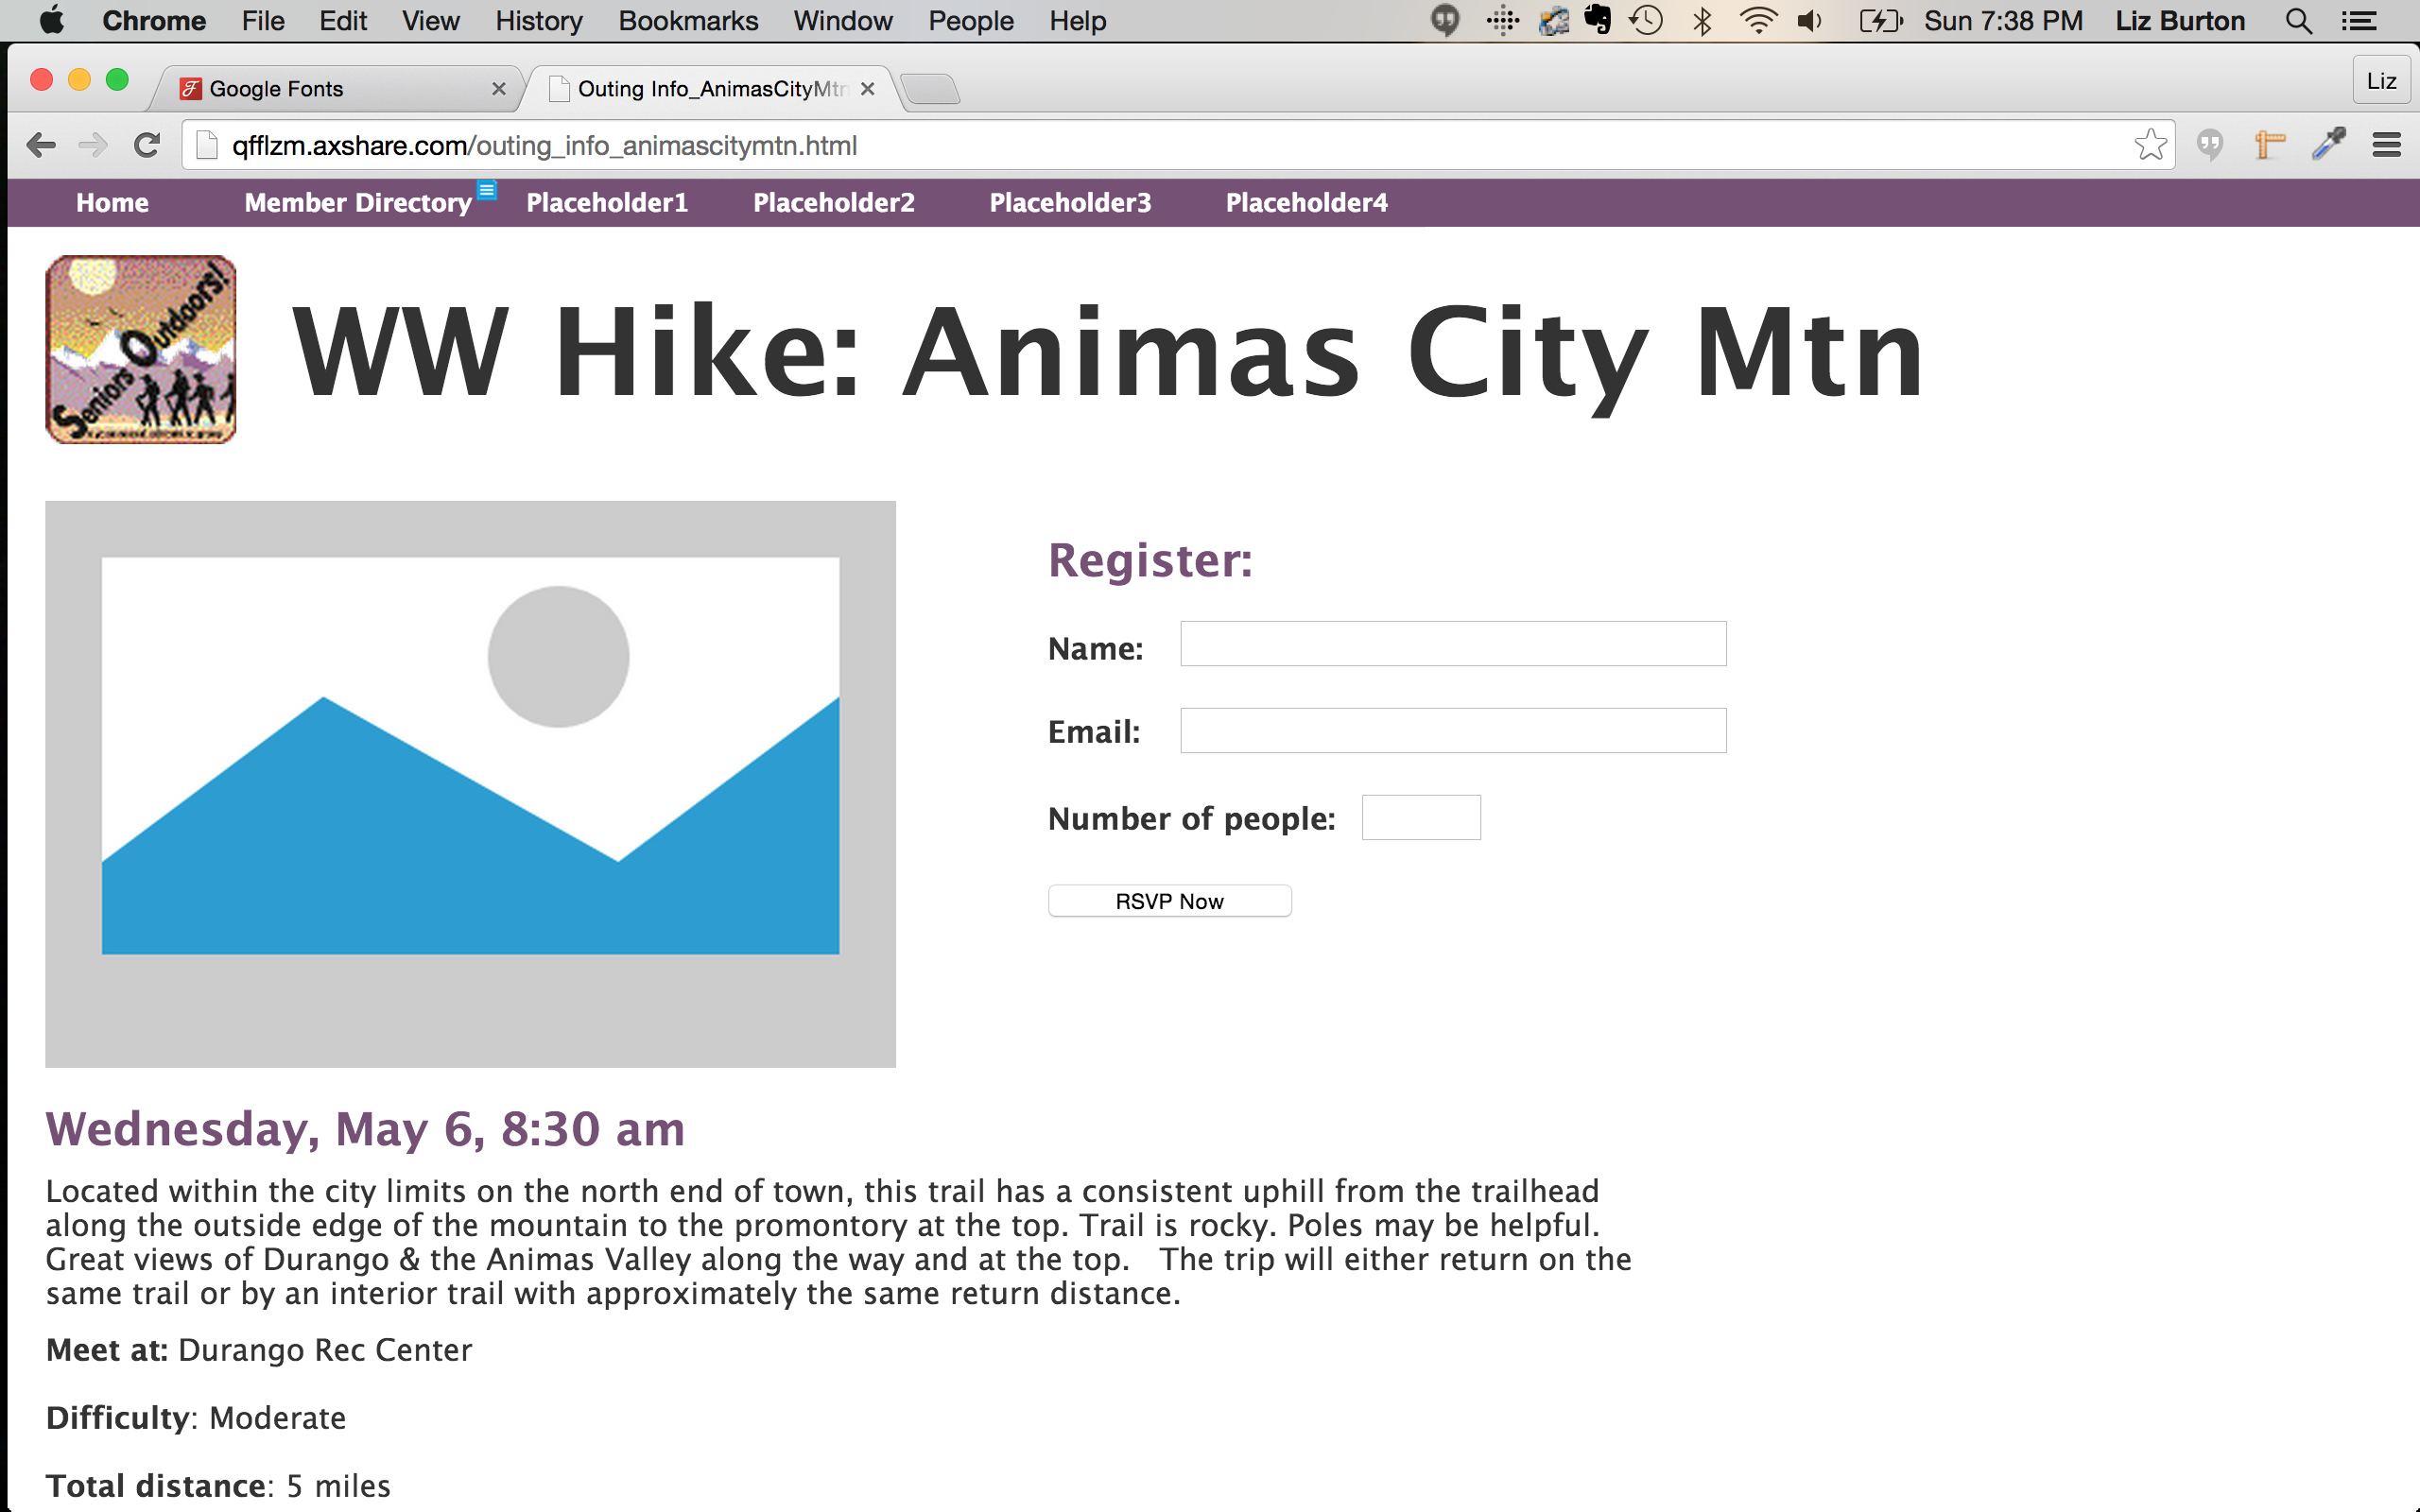 Chrome File Edit View History Bookmarks Window People Help Sun 7:38 PM Liz Burton
Google Fonts Outing Info_AnimasCityMtn Liz
qfflzm.axshare.com/outing_info_animascitymtn.html
Home Member Directory Placeholder1 Placeholder2 Placeholder3 Placeholder4
Seniors Outdoors!
WW Hike: Animas City Mtn
Register:
Name:
Email:
Number of people:
RSVP Now
Wednesday, May 6, 8:30 am
Located within the city limits on the north end of town, this trail has a consistent uphill from the trailhead
along the outside edge of the mountain to the promontory at the top. Trail is rocky. Poles may be helpful.
Great views of Durango & the Animas Valley along the way and at the top.   The trip will either return on the
same trail or by an interior trail with approximately the same return distance.
Meet at: Durango Rec Center
Difficulty: Moderate
Total distance: 5 miles